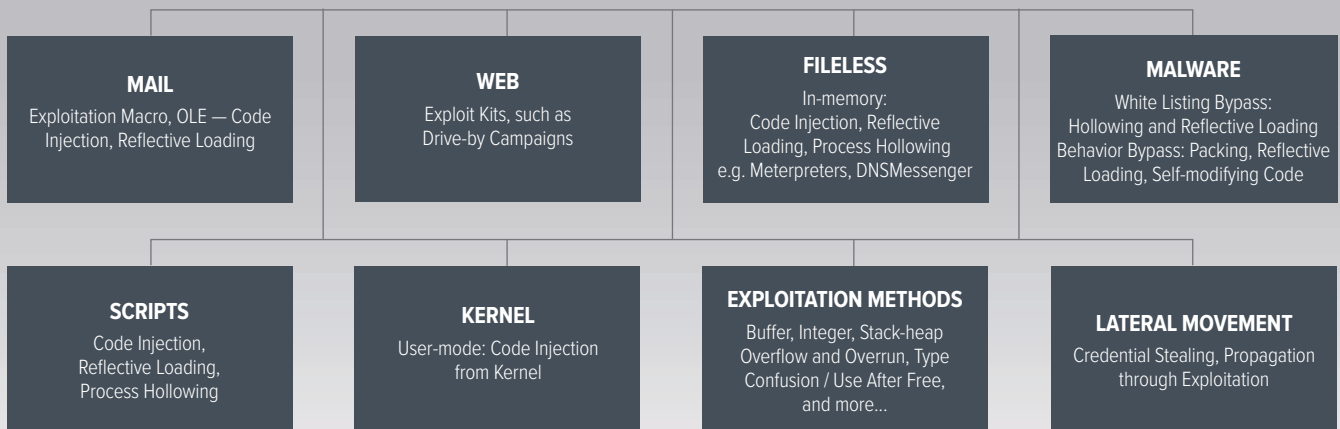 MAIL
Exploitation Macro, OLE — Code
Injection, Reflective Loading
WEB
Exploit Kits, such as
Drive-by Campaigns
FILELESS
In-memory:
Code Injection, Reflective
Loading, Process Hollowing
e.g. Meterpreters, DNSMessenger
MALWARE
White Listing Bypass:
Hollowing and Reflective Loading
Behavior Bypass: Packing, Reflective
Loading, Self-modifying Code
SCRIPTS
Code Injection,
Reflective Loading,
Process Hollowing
KERNEL
User-mode: Code Injection
from Kernel
EXPLOITATION METHODS
Buffer, Integer, Stack-heap
Overflow and Overrun, Type
Confusion / Use After Free,
and more...
LATERAL MOVEMENT
Credential Stealing, Propagation
through Exploitation